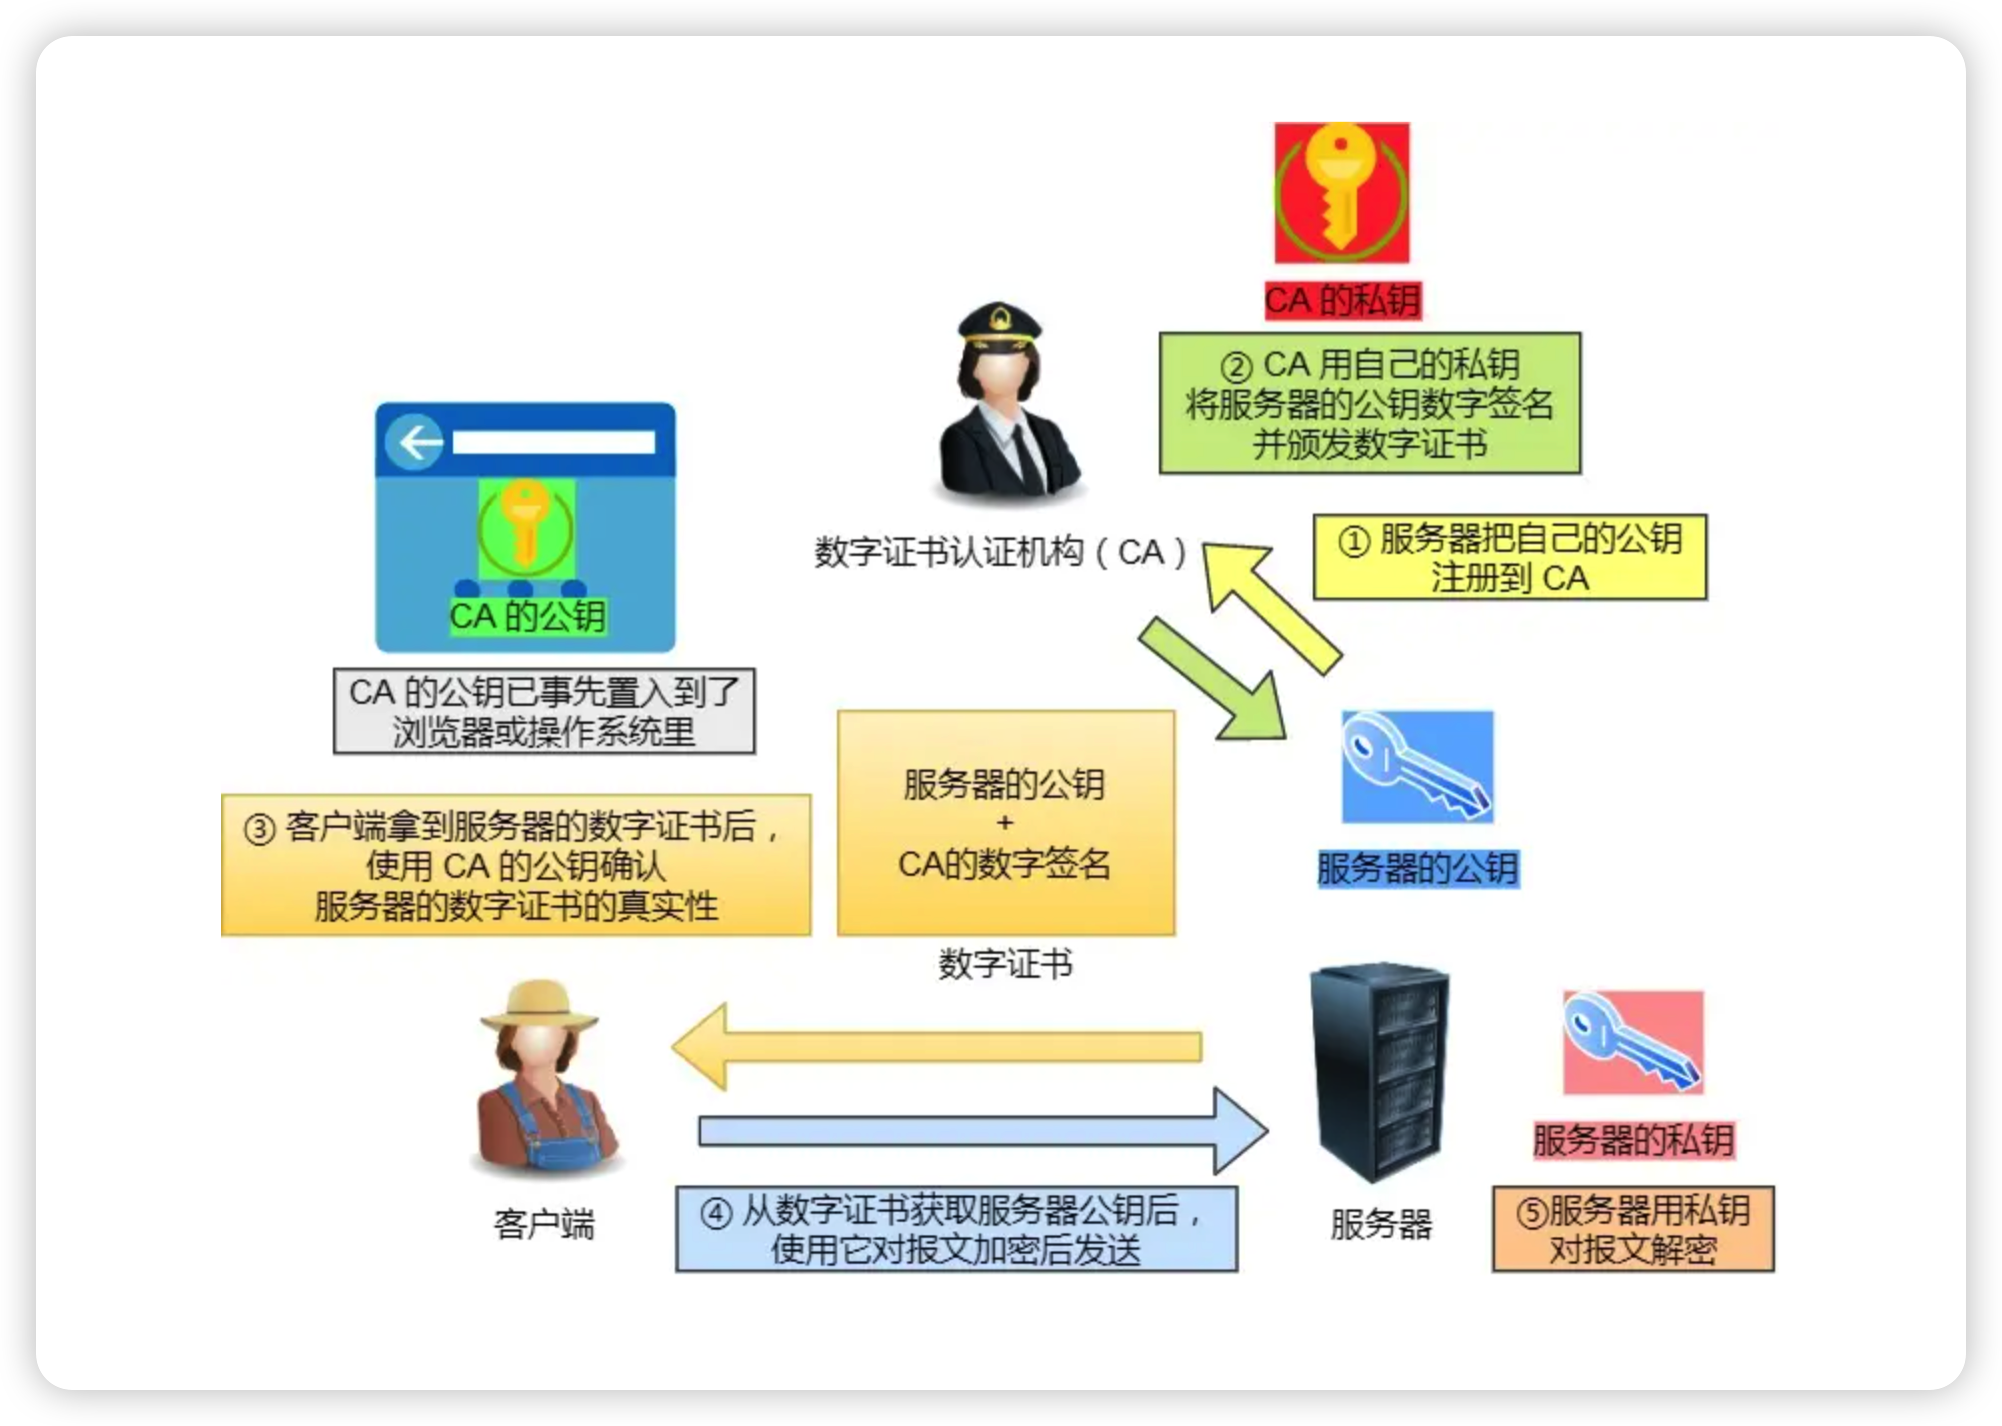 CA 的私钥
② CA 用自己的私钥
将服务器的公钥数字签名
并颁发数字证书
数字证书认证机构（CA）
① 服务器把自己的公钥
注册到 CA
CA 的公钥
CA 的公钥已事先置入到了
浏览器或操作系统里
③ 客户端拿到服务器的数字证书后，
使用 CA 的公钥确认
服务器的数字证书的真实性
服务器的公钥
+
CA的数字签名
数字证书
服务器的公钥
服务器的私钥
客户端
④ 从数字证书获取服务器公钥后，
使用它对报文加密后发送
服务器
⑤服务器用私钥
对报文解密